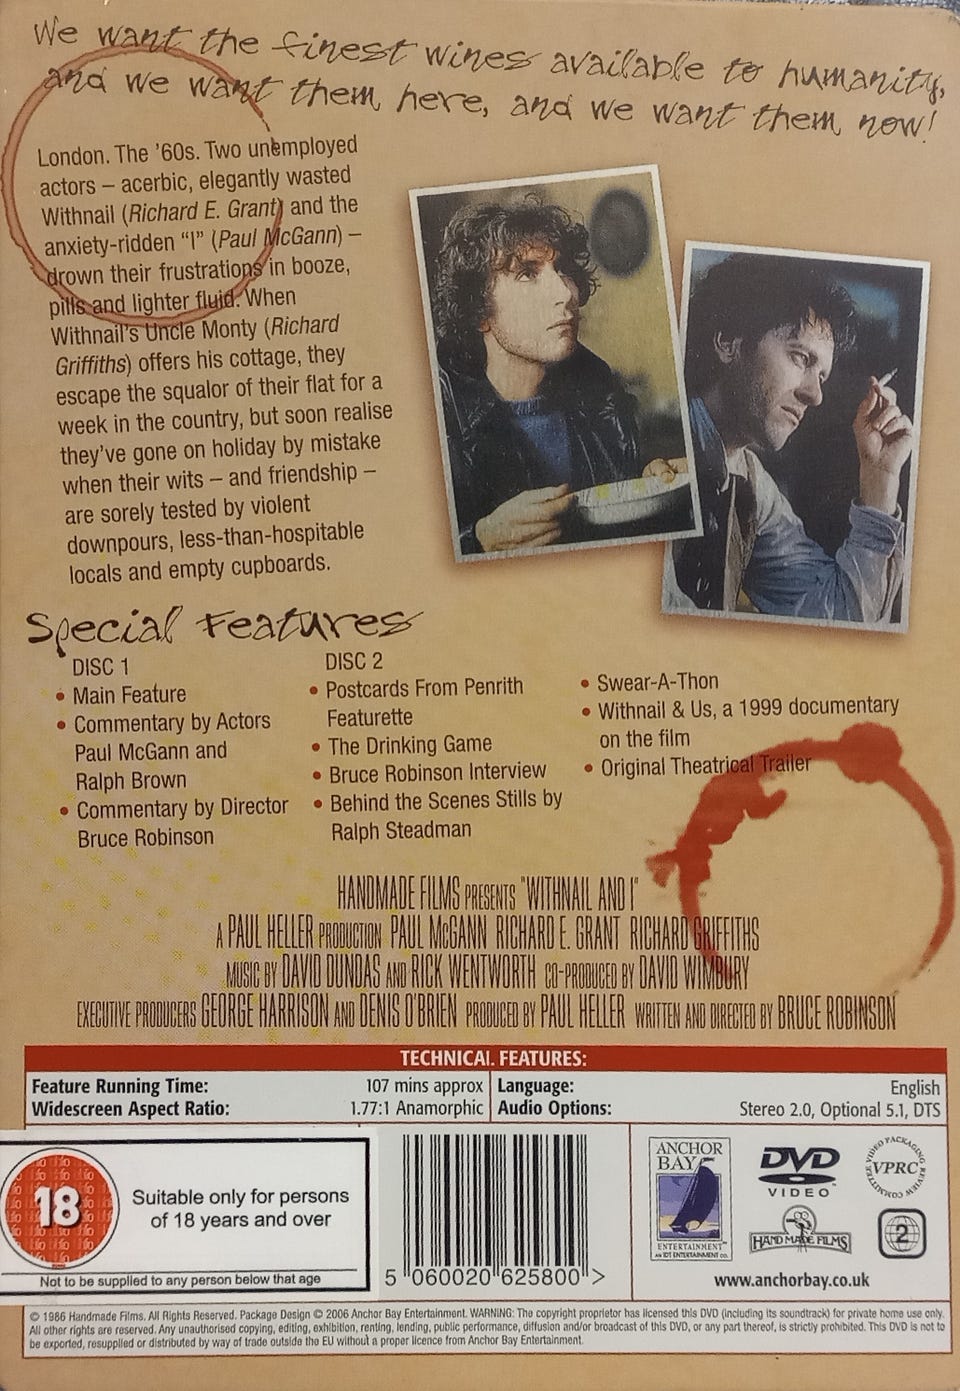 We want the finest wines available to humanity,
and we want them here, and we want them now!
London. The '60s. Two unemployed
actors – acerbic, elegantly wasted
Withnail (Richard E. Grant) and the
anxiety-ridden "I" (Paul McGann) –
drown their frustrations in booze,
pills and lighter fluid. When
Withnail's Uncle Monty (Richard
Griffiths) offers his cottage, they
escape the squalor of their flat for a
week in the country, but soon realise
they've gone on holiday by mistake
when their wits – and friendship –
are sorely tested by violent
downpours, less-than-hospitable
locals and empty cupboards.
Special Features
DISC 1
• Main Feature
• Commentary by Actors
Paul McGann and
Ralph Brown
• Commentary by Director
Bruce Robinson
DISC 2
• Postcards From Penrith
Featurette
• The Drinking Game
• Bruce Robinson Interview
• Behind the Scenes Stills by
Ralph Steadman
• Swear-A-Thon
• Withnail & Us, a 1999 documentary
on the film
• Original Theatrical Trailer
HANDMADE FILMS PRESENTS "WITHNAIL AND I"
A PAUL HELLER PRODUCTION PAUL McGANN RICHARD E. GRANT RICHARD GRIFFITHS
MUSIC BY DAVID DUNDAS AND RICK WENTWORTH CO-PRODUCED BY DAVID WIMBURY
EXECUTIVE PRODUCERS GEORGE HARRISON AND DENIS O'BRIEN PRODUCED BY PAUL HELLER WRITTEN AND DIRECTED BY BRUCE ROBINSON
TECHNICAL FEATURES:
Feature Running Time: 107 mins approx Language: English
Widescreen Aspect Ratio: 1.77:1 Anamorphic Audio Options: Stereo 2.0, Optional 5.1, DTS
18
Suitable only for persons
of 18 years and over
Not to be supplied to any person below that age
5 060020 625800 >
ANCHOR
BAY
ENTERTAINMENT
AN IDT ENTERTAINMENT CO.
DVD
VIDEO
VIDEO PACKAGING REVIEW COMMITTEE
VPRC
HAND MADE FILMS
2
www.anchorbay.co.uk
© 1986 Handmade Films. All Rights Reserved. Package Design © 2006 Anchor Bay Entertainment. WARNING: The copyright proprietor has licensed this DVD (including its soundtrack) for private home use only.
All other rights are reserved. Any unauthorised copying, editing, exhibition, renting, lending, public performance, diffusion and/or broadcast of this DVD, or any part thereof, is strictly prohibited. This DVD is not to
be exported, resupplied or distributed by way of trade outside the EU without a proper licence from Anchor Bay Entertainment.